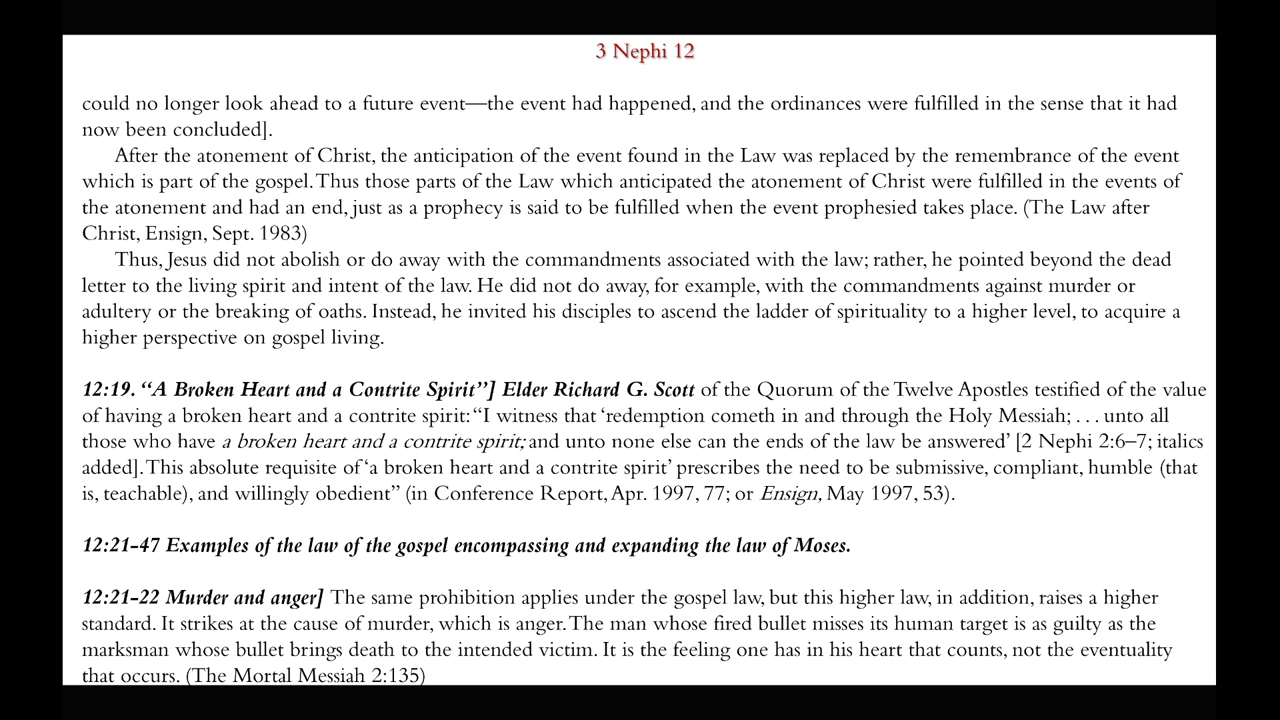 3 Nephi 12
could no longer look ahead to a future event—the event had happened, and the ordinances were fulfilled in the sense that it had
now been concluded].
After the atonement of Christ, the anticipation of the event found in the Law was replaced by the remembrance of the event
which is part of the gospel. Thus those parts of the Law which anticipated the atonement of Christ were fulfilled in the events of
the atonement and had an end, just as a prophecy is said to be fulfilled when the event prophesied takes place. (The Law after
Christ, Ensign, Sept. 1983)
Thus, Jesus did not abolish or do away with the commandments associated with the law; rather, he pointed beyond the dead
letter to the living spirit and intent of the law. He did not do away, for example, with the commandments against murder or
adultery or the breaking of oaths. Instead, he invited his disciples to ascend the ladder of spirituality to a higher level, to acquire a
higher perspective on gospel living.
12:19. “A Broken Heart and a Contrite Spirit”] Elder Richard G. Scott of the Quorum of the Twelve Apostles testified of the value
of having a broken heart and a contrite spirit: “I witness that ‘redemption cometh in and through the Holy Messiah; . . . unto all
those who have a broken heart and a contrite spirit; and unto none else can the ends of the law be answered’ [2 Nephi 2:6–7; italics
added]. This absolute requisite of ‘a broken heart and a contrite spirit’ prescribes the need to be submissive, compliant, humble (that
is, teachable), and willingly obedient” (in Conference Report, Apr. 1997, 77; or Ensign, May 1997, 53).
12:21-47 Examples of the law of the gospel encompassing and expanding the law of Moses.
12:21-22 Murder and anger] The same prohibition applies under the gospel law, but this higher law, in addition, raises a higher
standard. It strikes at the cause of murder, which is anger. The man whose fired bullet misses its human target is as guilty as the
marksman whose bullet brings death to the intended victim. It is the feeling one has in his heart that counts, not the eventuality
that occurs. (The Mortal Messiah 2:135)